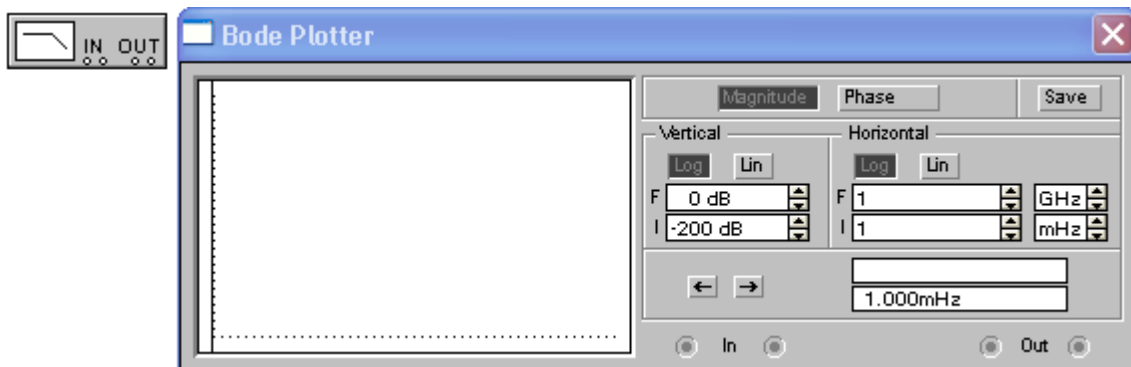 IN OUT
Bode Plotter
Magnitude Phase Save
Vertical Horizontal
Log Lin Log Lin
F 0 dB F 1 GHz
I -200 dB I 1 mHz
← →
1.000mHz
In Out